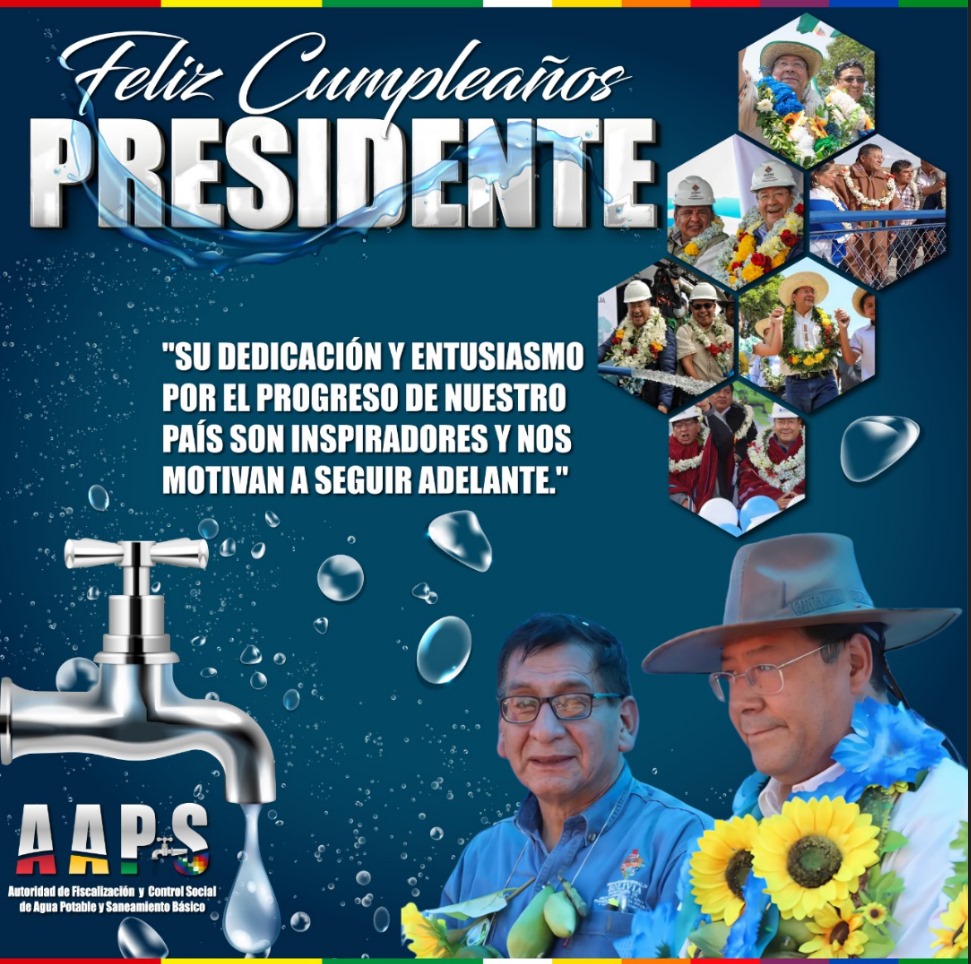 Feliz Cumpleaños
PRESIDENTE
"SU DEDICACIÓN Y ENTUSIASMO
POR EL PROGRESO DE NUESTRO
PAÍS SON INSPIRADORES Y NOS
MOTIVAN A SEGUIR ADELANTE."
AAPS
Autoridad de Fiscalización y Control Social
de Agua Potable y Saneamiento Básico
BOLIVIA